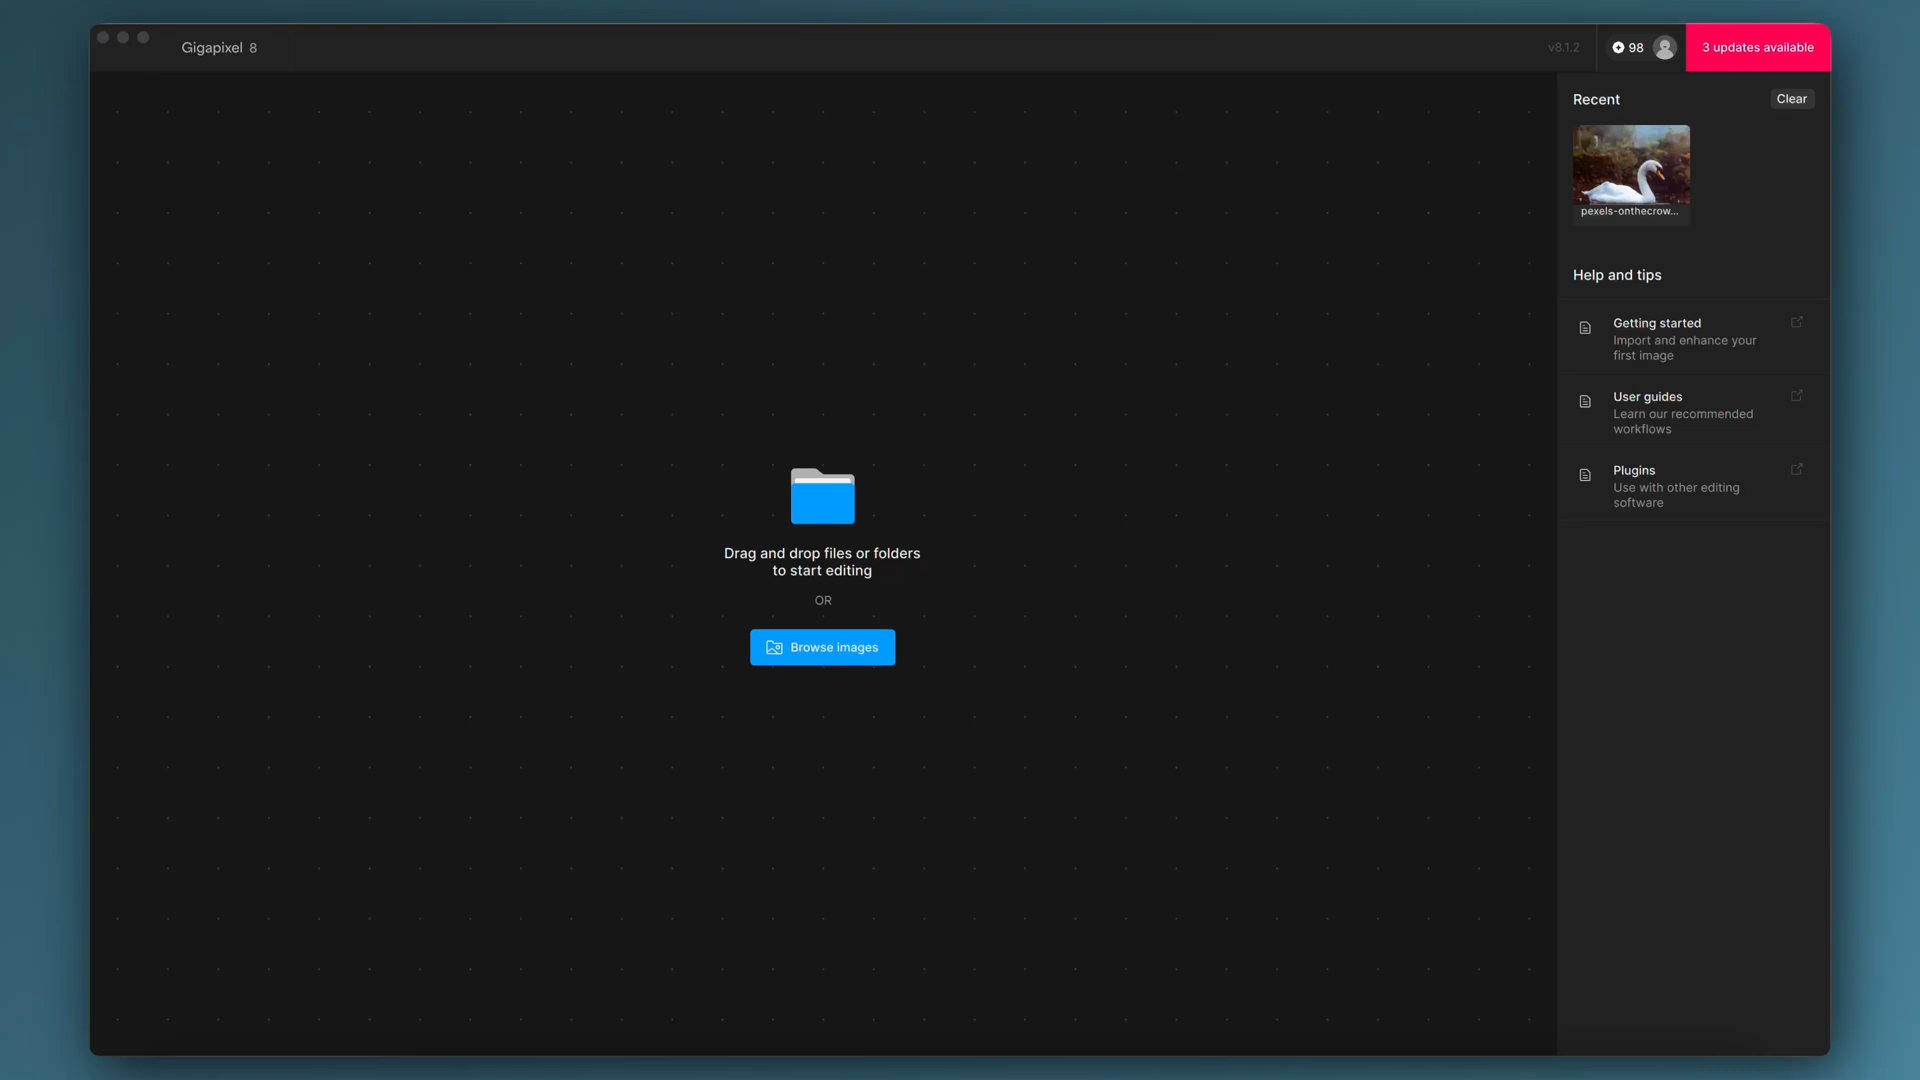 Gigapixel 8
v8.1.2
98
3 updates available
Recent
Clear
pexels-onthecrow...
Help and tips
Getting started
Import and enhance your
first image
User guides
Learn our recommended
workflows
Plugins
Use with other editing
software
Drag and drop files or folders
to start editing
OR
Browse images